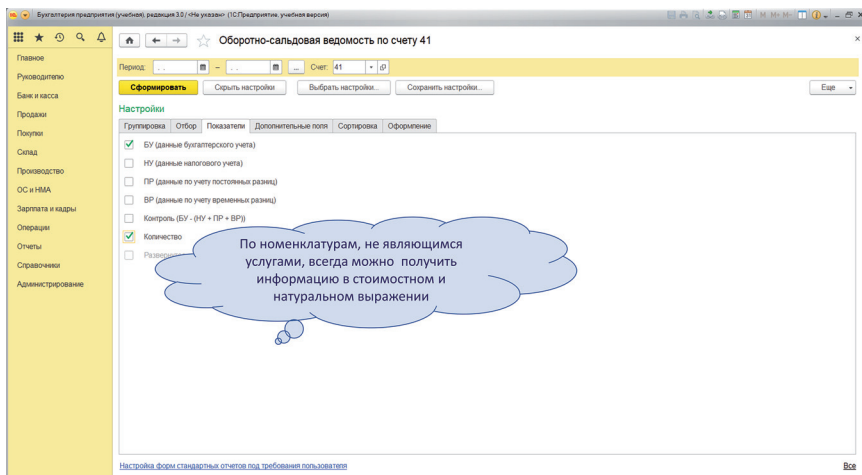 Бухгалтерия предприятия (учебная), редакция 3.0 / <Не указан> (1С:Предприятие, учебная версия)
M M+ M-
Главное
Руководителю
Банк и касса
Продажи
Покупки
Склад
Производство
ОС и НМА
Зарплата и кадры
Операции
Отчеты
Справочники
Администрирование
Оборотно-сальдовая ведомость по счету 41
Период: . . – . . ... Счет: 41
Сформировать Скрыть настройки Выбрать настройки... Сохранить настройки... Еще
Настройки
Группировка Отбор Показатели Дополнительные поля Сортировка Оформление
БУ (данные бухгалтерского учета)
НУ (данные налогового учета)
ПР (данные по учету постоянных разниц)
ВР (данные по учету временных разниц)
Контроль (БУ - (НУ + ПР + ВР))
Количество
По номенклатурам, не являющимся
услугами, всегда можно получить
информацию в стоимостном и
натуральном выражении
Настройка форм стандартных отчетов под требования пользователя
Все